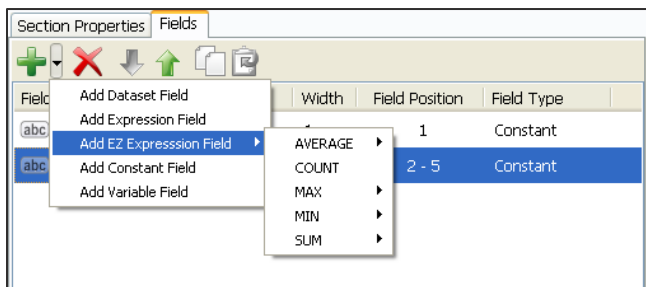 Section Properties Fields
Field Width Field Position Field Type
Add Dataset Field
Add Expression Field
abc 1 Constant
Add EZ Expresssion Field AVERAGE
abc 2 - 5 Constant
Add Constant Field COUNT
Add Variable Field MAX
MIN
SUM